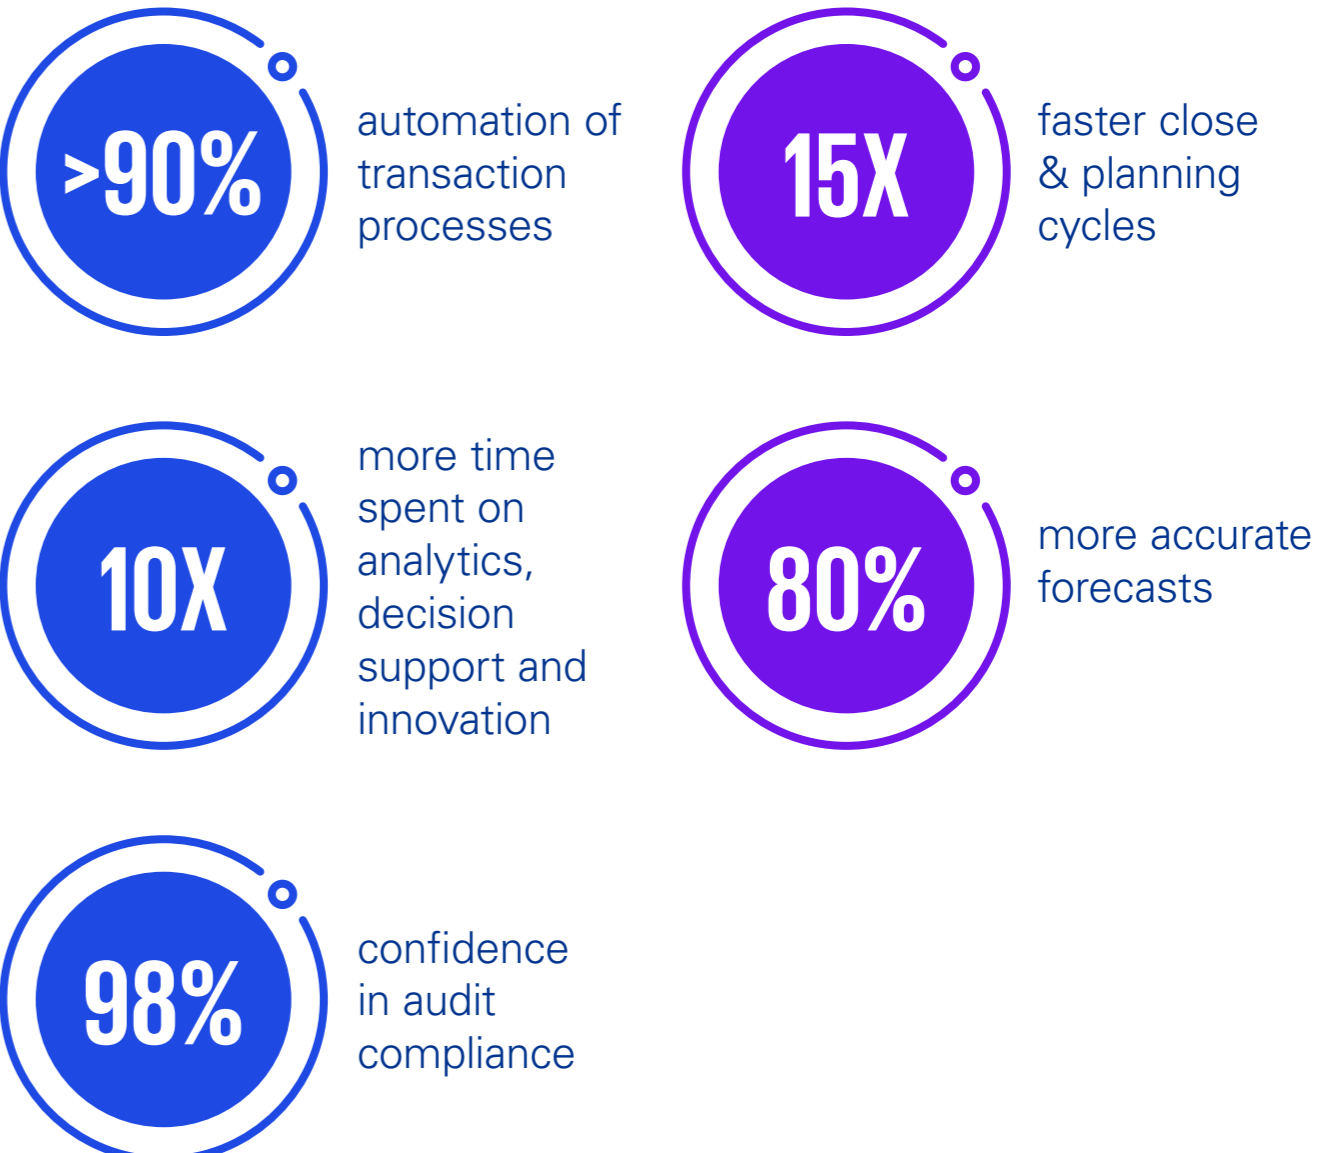 >90%
automation of
transaction
processes
15X
faster close
& planning
cycles
10X
more time
spent on
analytics,
decision
support and
innovation
80%
more accurate
forecasts
98%
confidence
in audit
compliance